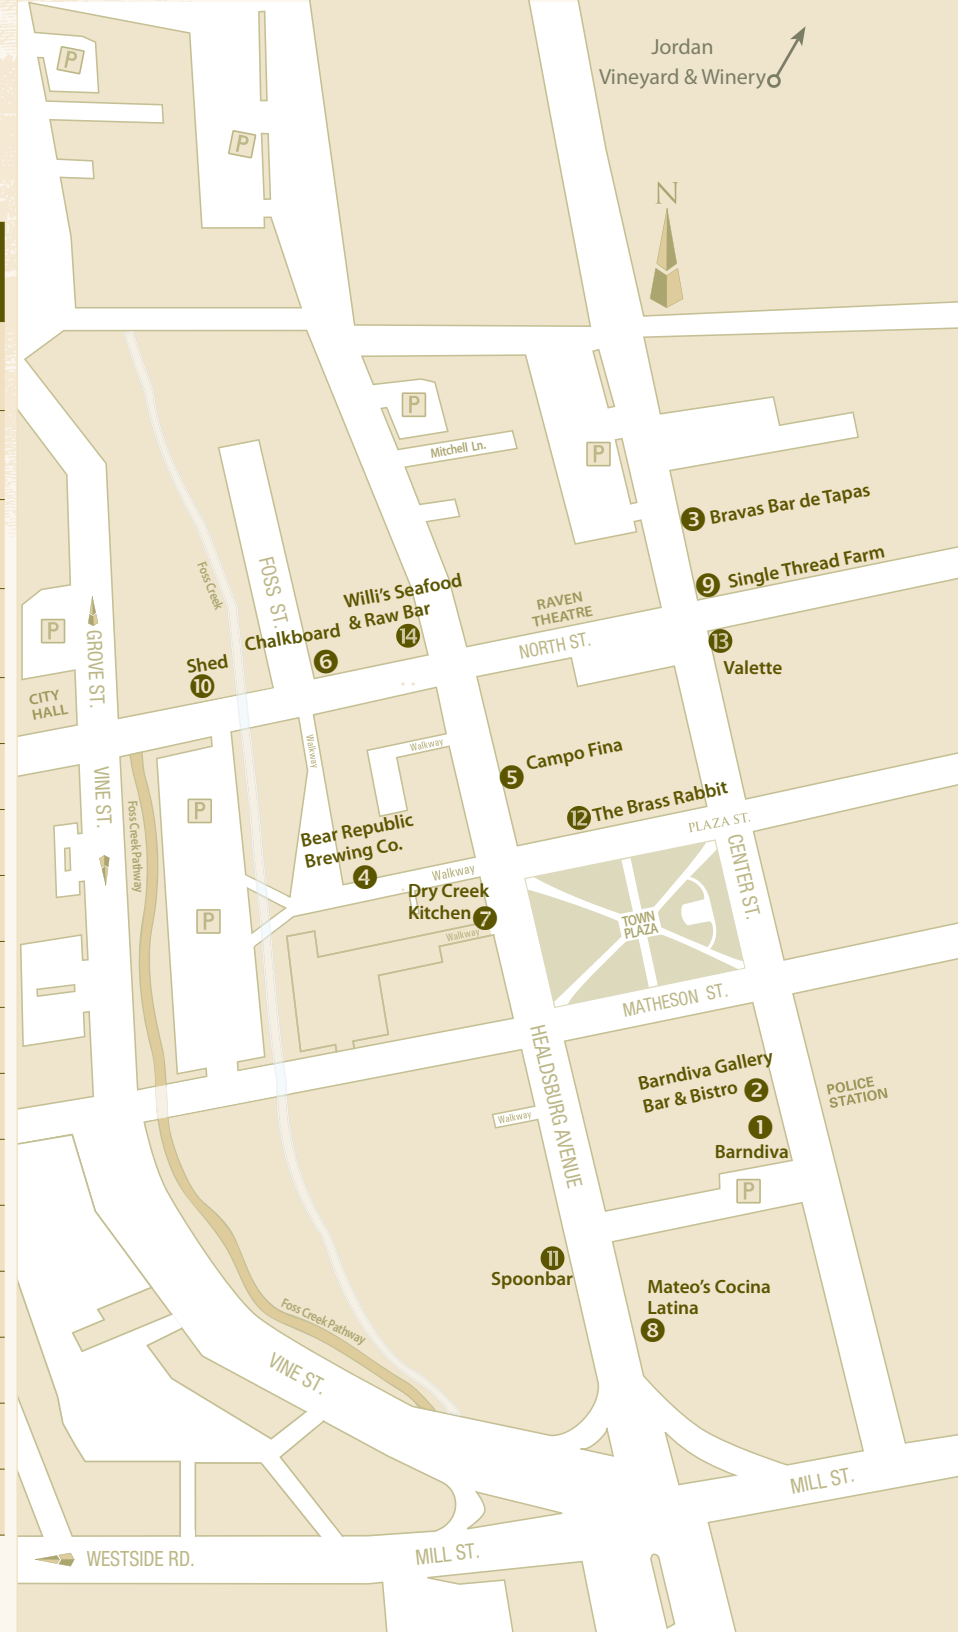 P
Jordan
Vineyard & Winery
P
N
P
Mitchell Ln.
P
3 Bravas Bar de Tapas
9 Single Thread Farm
Foss Creek
FOSS ST.
Willi's Seafood
& Raw Bar
14
RAVEN
THEATRE
NORTH ST.
Chalkboard
6
P
GROVE ST.
Shed
10
13
Valette
CITY
HALL
Walkway
Walkway
5 Campo Fina
VINE ST.
Foss Creek Pathway
P
12 The Brass Rabbit
PLAZA ST.
CENTER ST.
Bear Republic
Brewing Co.
4
Walkway
Dry Creek
Kitchen 7
P
Walkway
TOWN
PLAZA
MATHESON ST.
HEALDSBURG AVENUE
Barndiva Gallery
Bar & Bistro 2
POLICE
STATION
Walkway
1
Barndiva
P
11
Spoonbar
Mateo's Cocina
Latina
8
Foss Creek Pathway
VINE ST.
MILL ST.
WESTSIDE RD.
MILL ST.